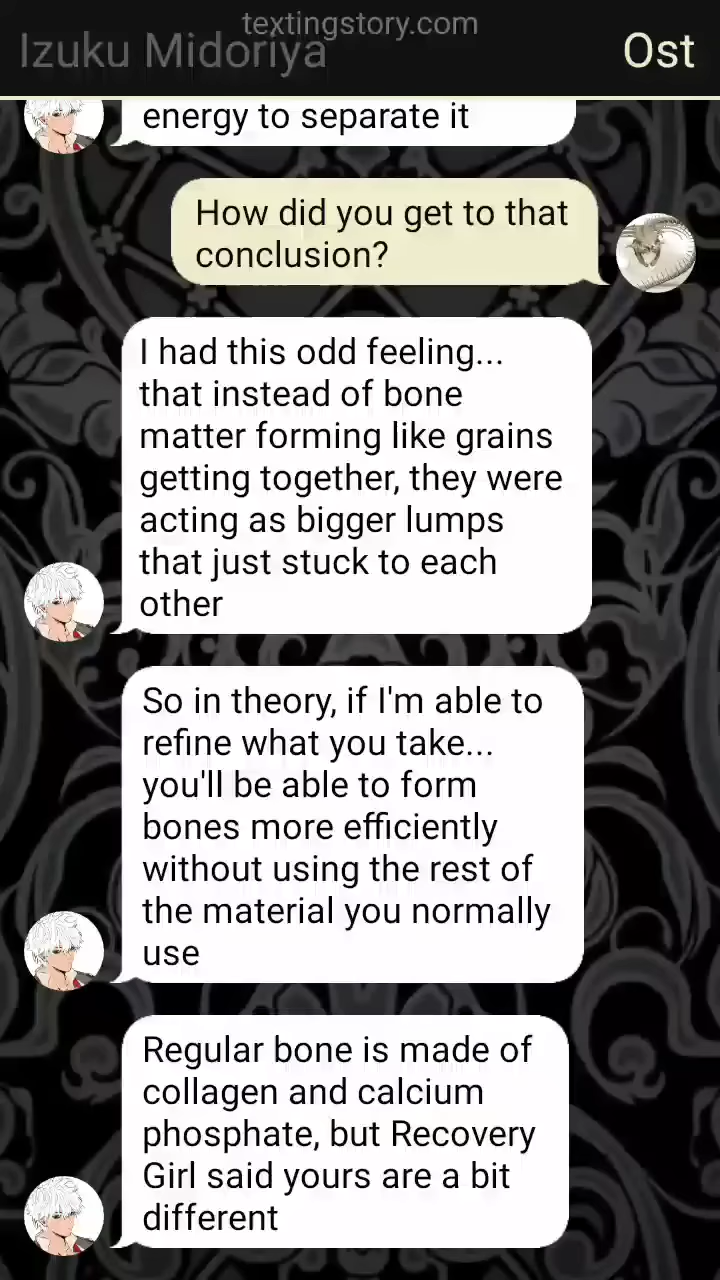 textingstory.com
Izuku Midoriya
Ost
energy to separate it
How did you get to that
conclusion?
I had this odd feeling...
that instead of bone
matter forming like grains
getting together, they were
acting as bigger lumps
that just stuck to each
other
So in theory, if I'm able to
refine what you take...
you'll be able to form
bones more efficiently
without using the rest of
the material you normally
use
Regular bone is made of
collagen and calcium
phosphate, but Recovery
Girl said yours are a bit
different